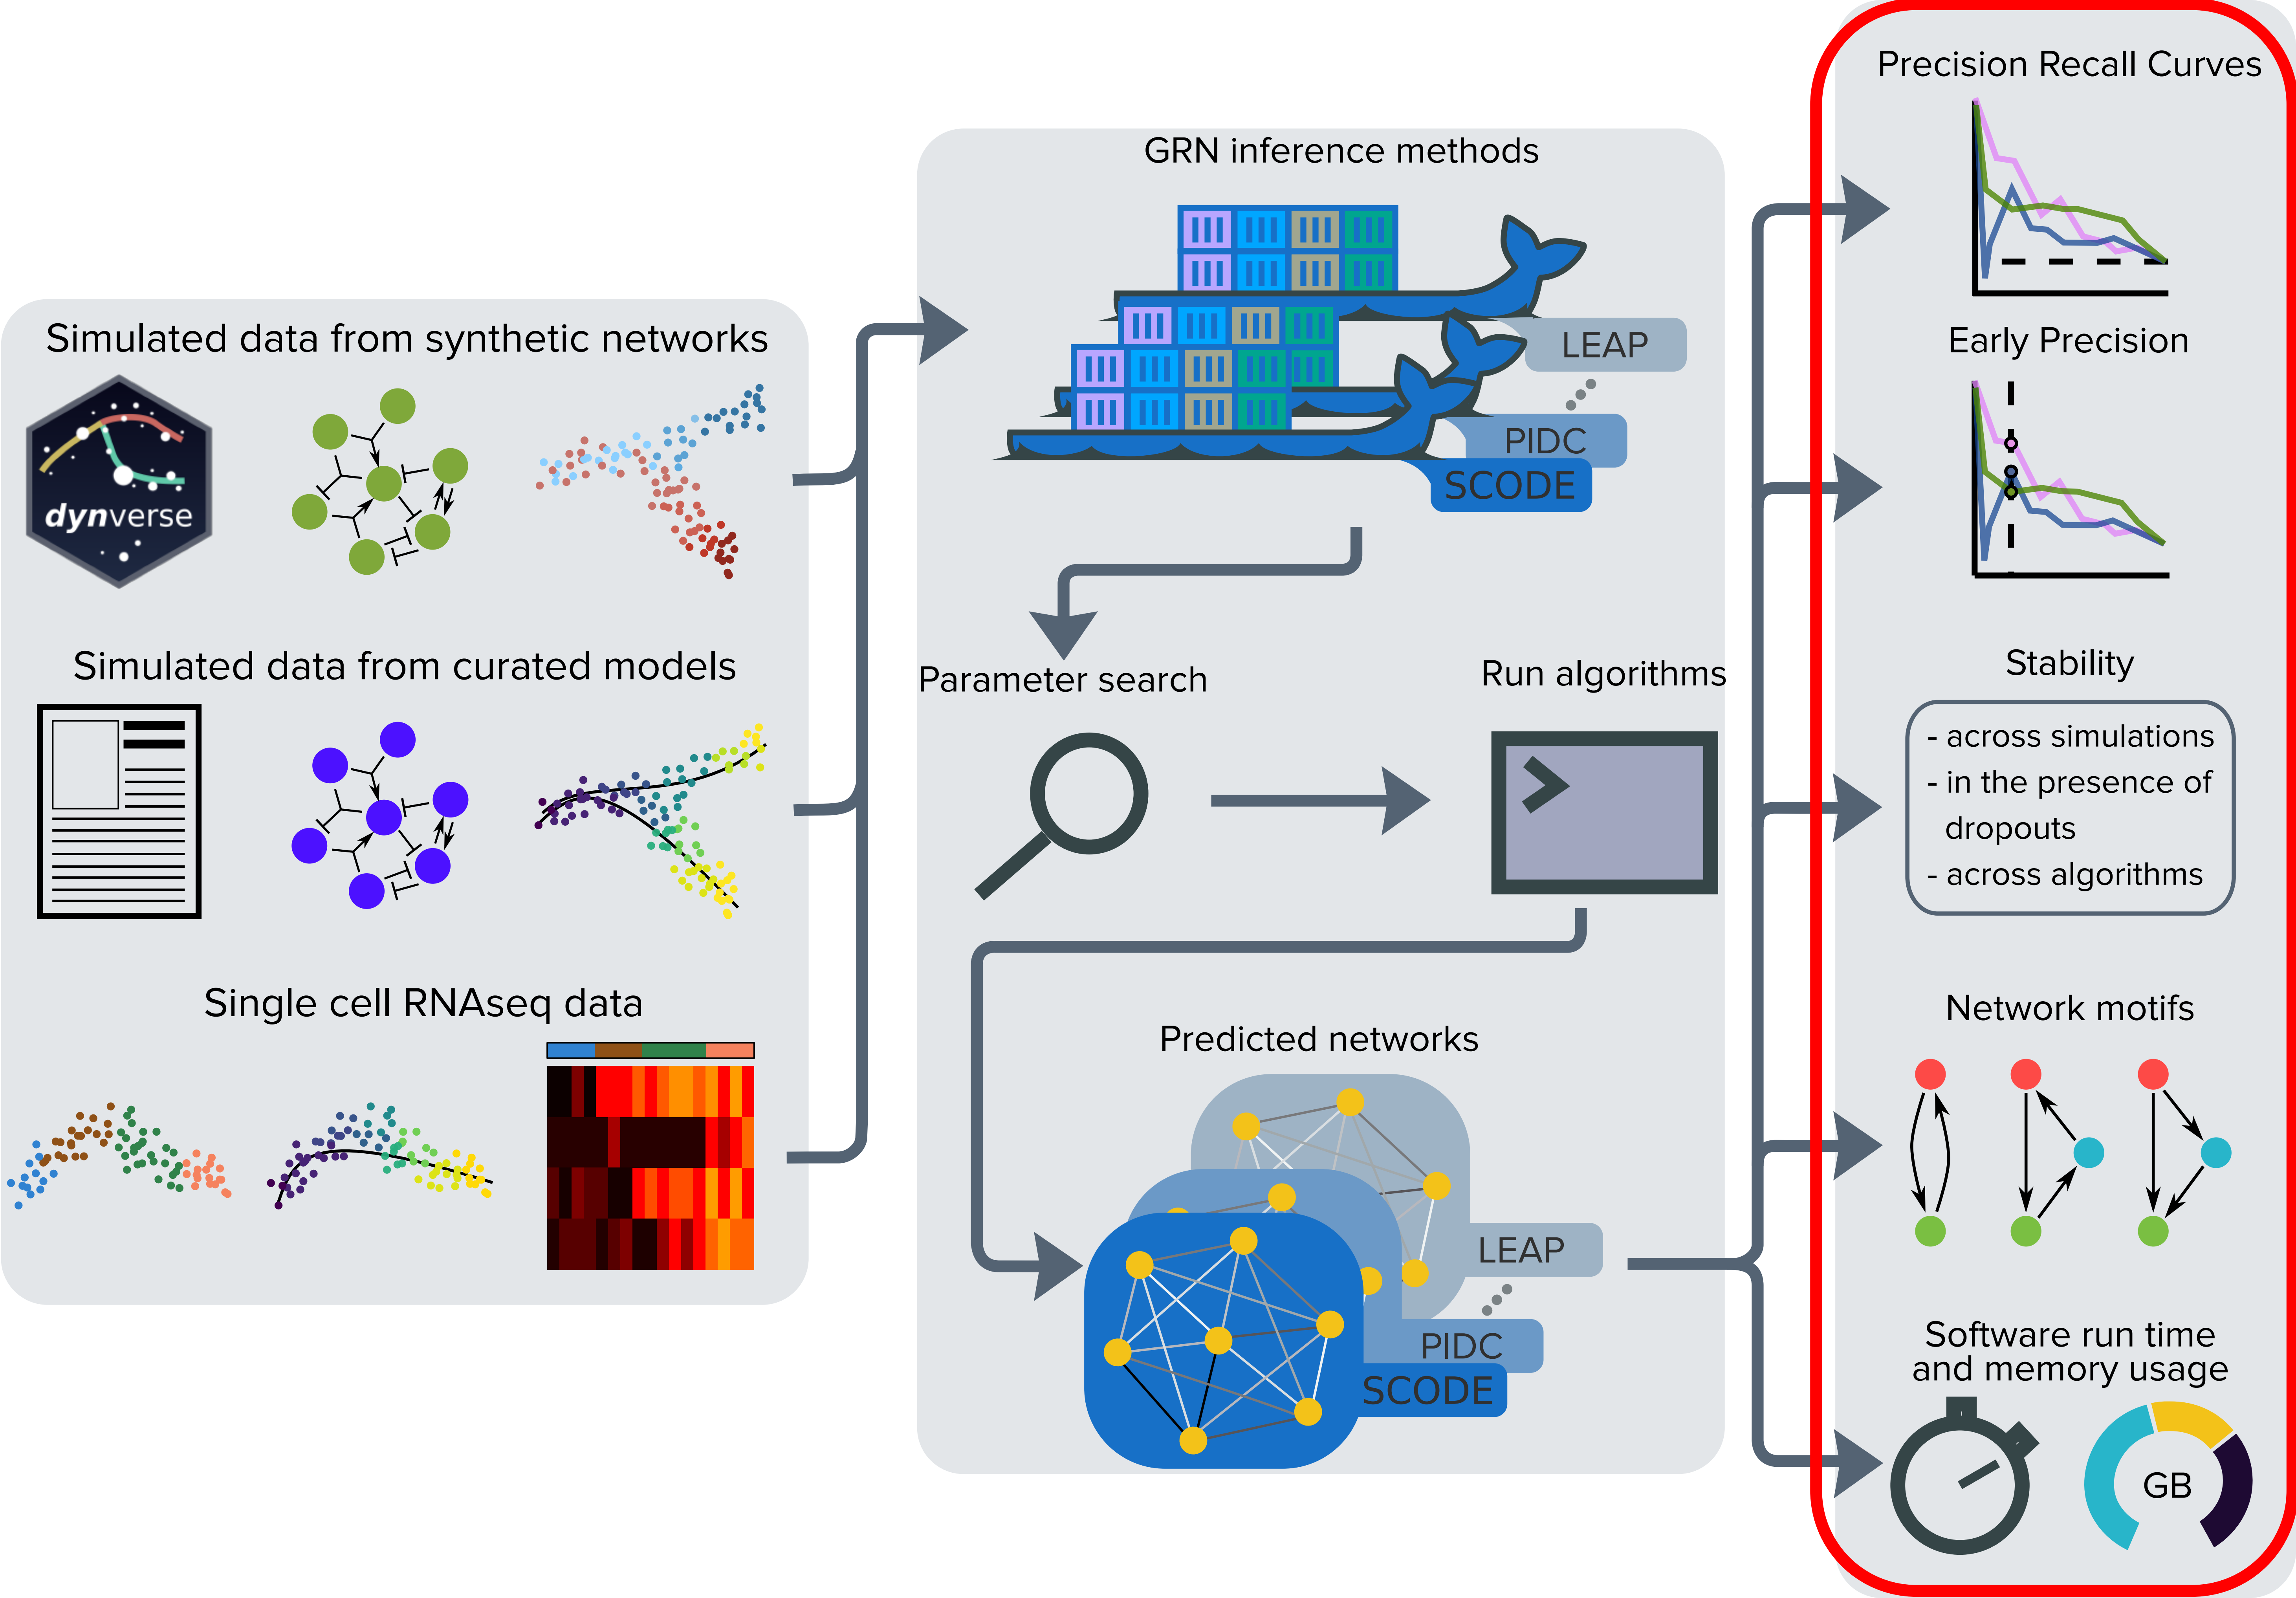 Simulated data from synthetic networks
dynverse
Simulated data from curated models
Single cell RNAseq data
GRN inference methods
LEAP
PIDC
SCODE
Parameter search
Run algorithms
Predicted networks
LEAP
PIDC
SCODE
Precision Recall Curves
Early Precision
Stability
- across simulations
- in the presence of
dropouts
- across algorithms
Network motifs
Software run time
and memory usage
GB